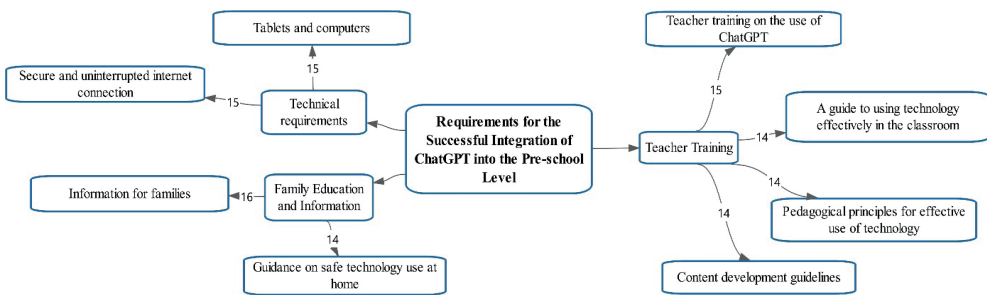 Tablets and computers
15
Secure and uninterrupted internet
connection
15
Technical
requirements
Requirements for the
Successful Integration of
ChatGPT into the Pre-school
Level
Information for families
16
Family Education
and Information
14
Guidance on safe technology use at
home
Teacher training on the use of
ChatGPT
15
A guide to using technology
effectively in the classroom
14
Teacher Training
14
Pedagogical principles for effective
use of technology
14
Content development guidelines